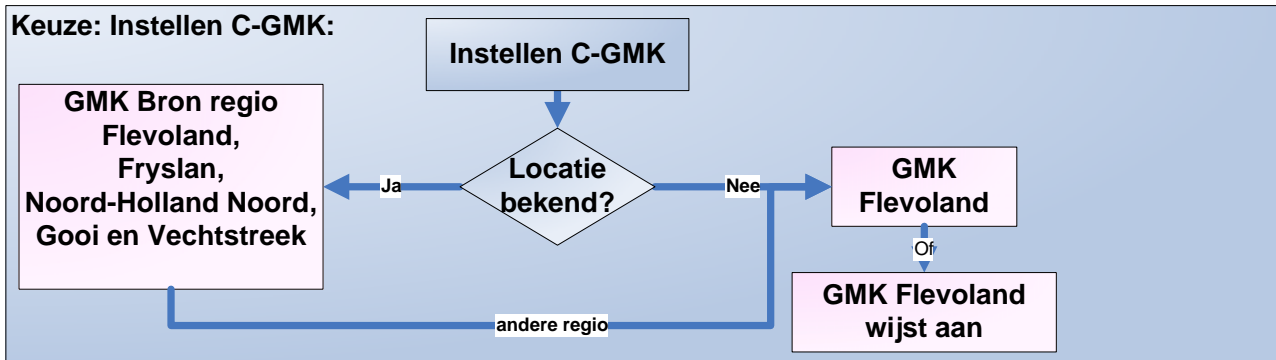 Keuze: Instellen C-GMK:
Instellen C-GMK
GMK Bron regio
Flevoland,
Fryslan,
Noord-Holland Noord,
Gooi en Vechtstreek
Ja
Locatie
bekend?
Nee
GMK
Flevoland
Of
GMK Flevoland
wijst aan
andere regio